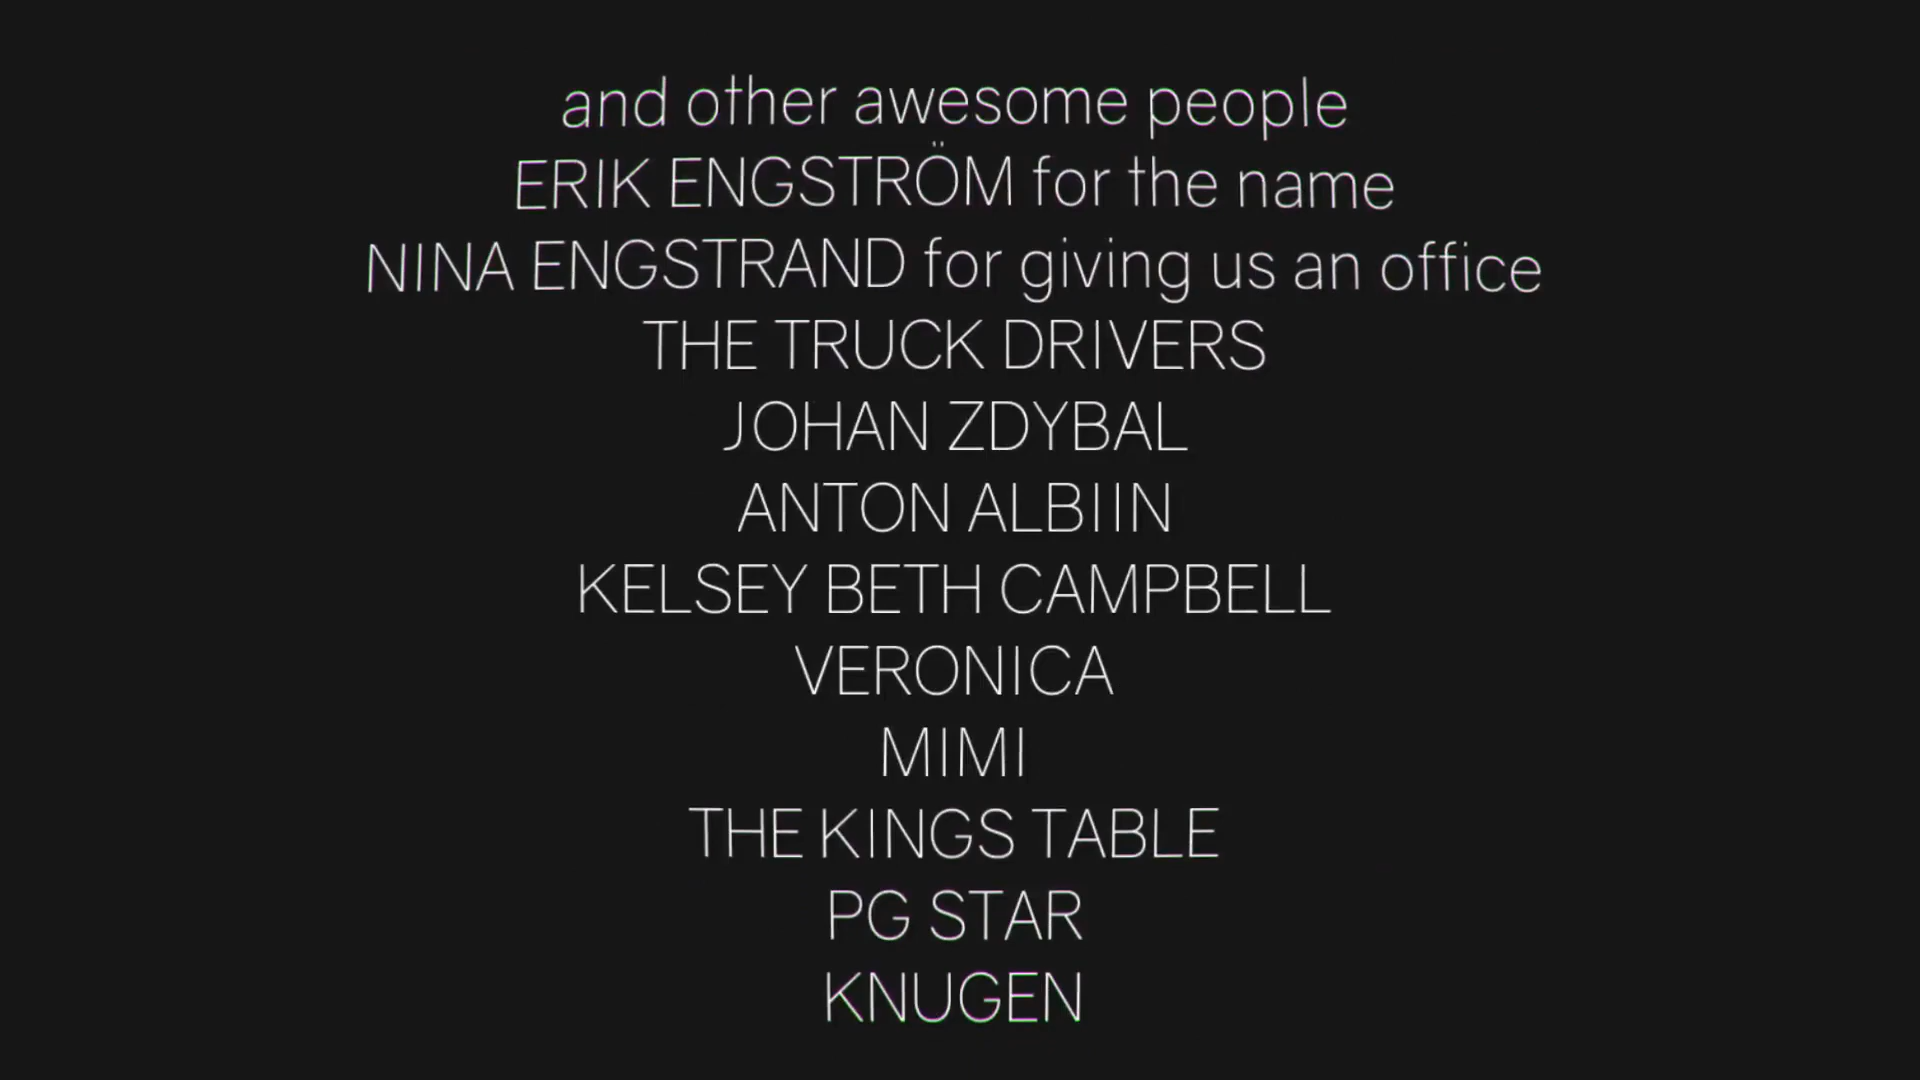 and other awesome people
ERIK ENGSTRÖM for the name
NINA ENGSTRAND for giving us an office
THE TRUCK DRIVERS
JOHAN ZDYBAL
ANTON ALBIIN
KELSEY BETH CAMPBELL
VERONICA
MIMI
THE KINGS TABLE
PG STAR
KNUGEN